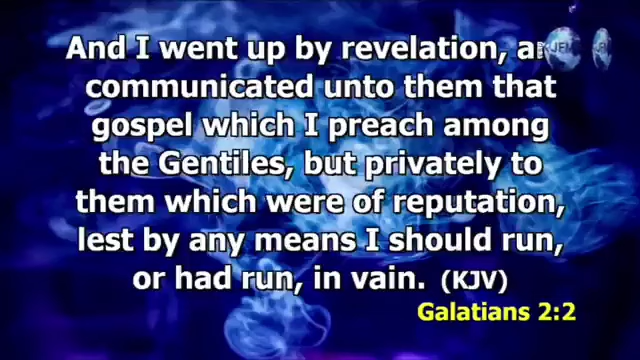 And I went up by revelation,
communicated unto them that
gospel which I preach among
the Gentiles, but privately to
them which were of reputation,
lest by any means I should run,
or had run, in vain. (KJV)
Galatians 2:2